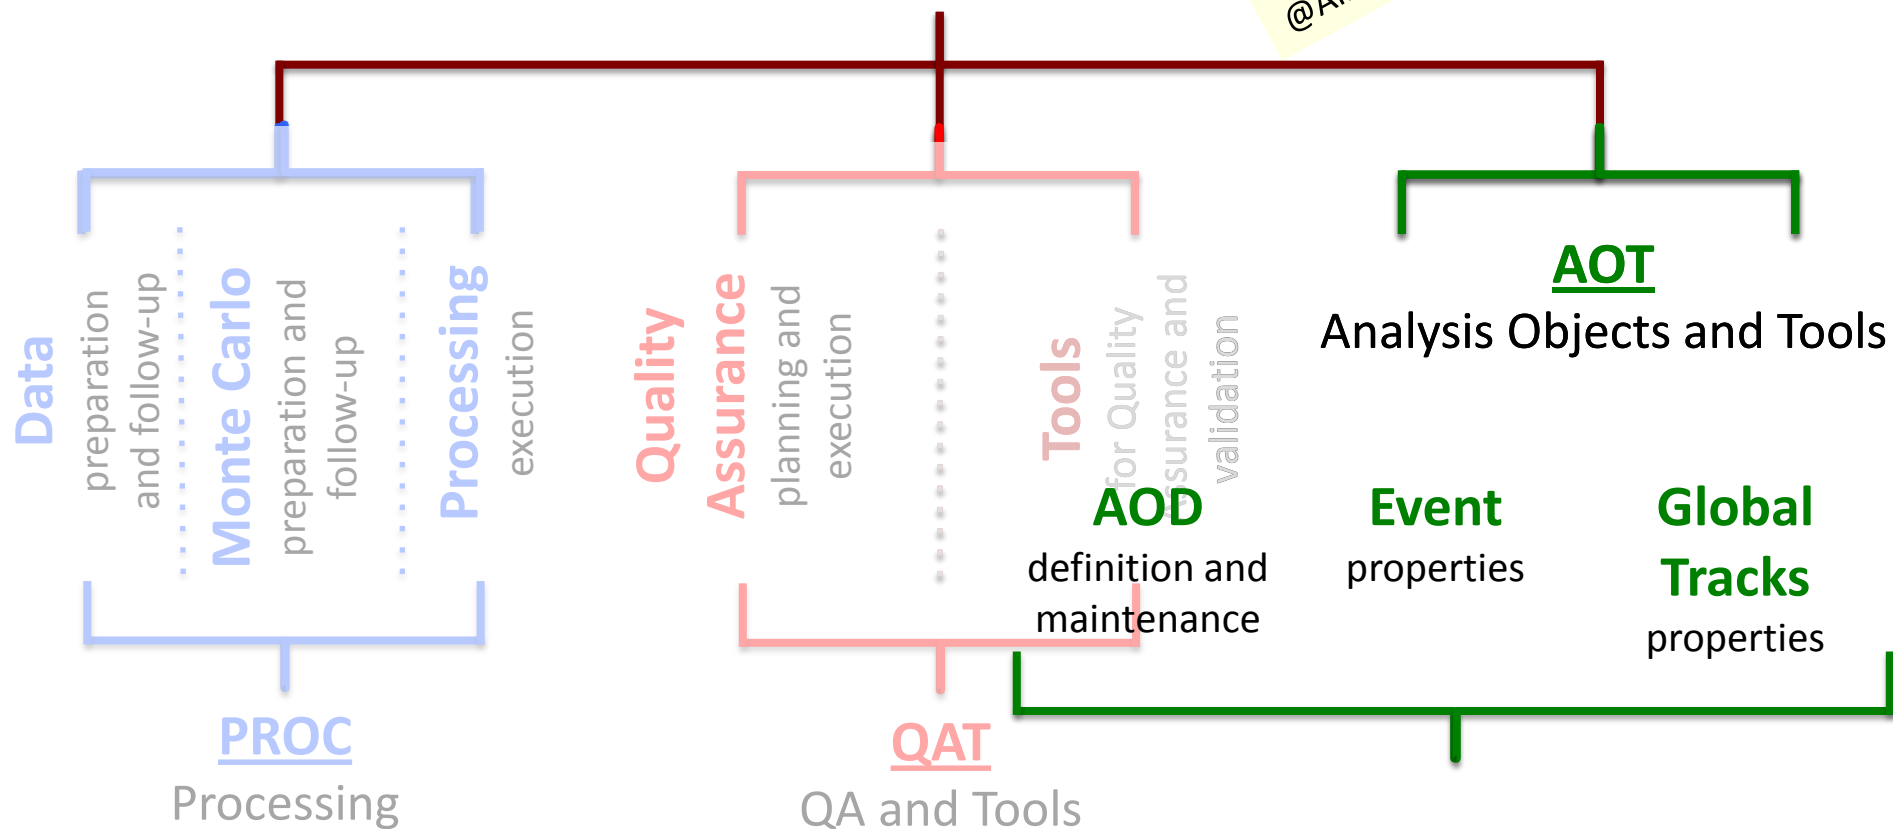 Data
preparation
and follow-up
Monte Carlo
preparation and
follow-up
Processing
execution
PROC
Processing
Quality
Assurance
planning and
execution
Tools
for Quality
Assurance and
validation
QAT
QA and Tools
AOT
Analysis Objects and Tools
AOD
definition and
maintenance
Event
properties
Global
Tracks
properties